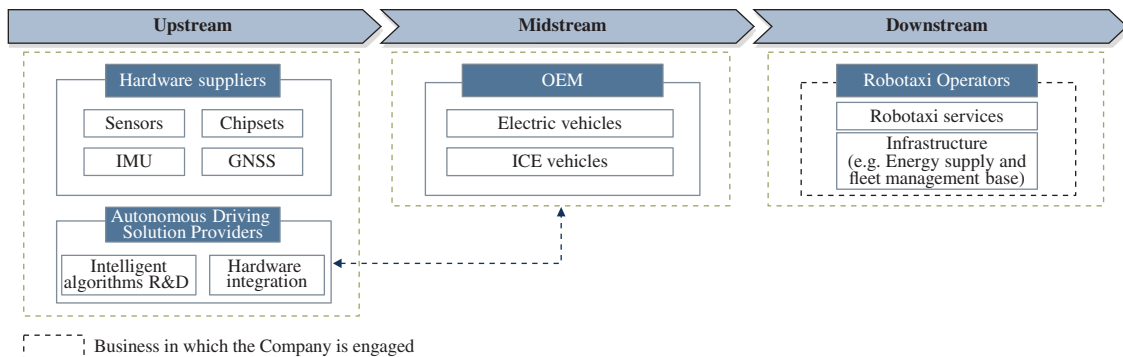 Upstream
Midstream
Downstream
Hardware suppliers
Sensors
Chipsets
IMU
GNSS
Autonomous Driving
Solution Providers
Intelligent
algorithms R&D
Hardware
integration
OEM
Electric vehicles
ICE vehicles
Robotaxi Operators
Robotaxi services
Infrastructure
(e.g. Energy supply and
fleet management base)
Business in which the Company is engaged